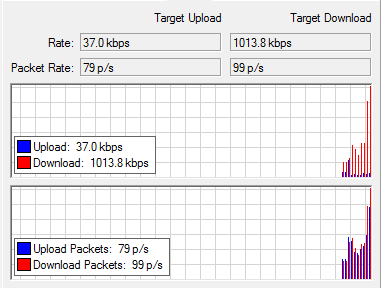 Target Upload Target Download
Rate: 37.0 kbps 1013.8 kbps
Packet Rate: 79 p/s 99 p/s
Upload: 37.0 kbps
Download: 1013.8 kbps
Upload Packets: 79 p/s
Download Packets: 99 p/s